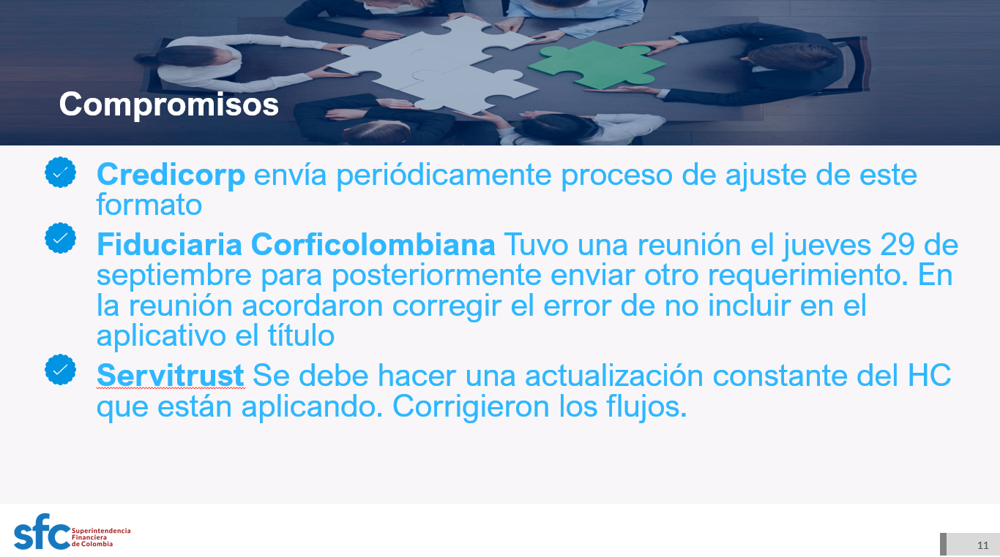 Compromisos
Credicorp envía periódicamente proceso de ajuste de este
formato
Fiduciaria Corficolombiana Tuvo una reunión el jueves 29 de
septiembre para posteriormente enviar otro requerimiento. En
la reunión acordaron corregir el error de no incluir en el
aplicativo el título
Servitrust Se debe hacer una actualización constante del HC
que están aplicando. Corrigieron los flujos.
sfc Superintendencia
Financiera
de Colombia
11